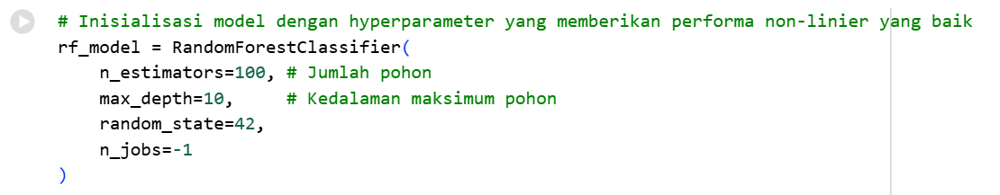 # Inisialisasi model dengan hyperparameter yang memberikan performa non-linier yang baik
rf_model = RandomForestClassifier(
    n_estimators=100, # Jumlah pohon
    max_depth=10,     # Kedalaman maksimum pohon
    random_state=42,
    n_jobs=-1
)